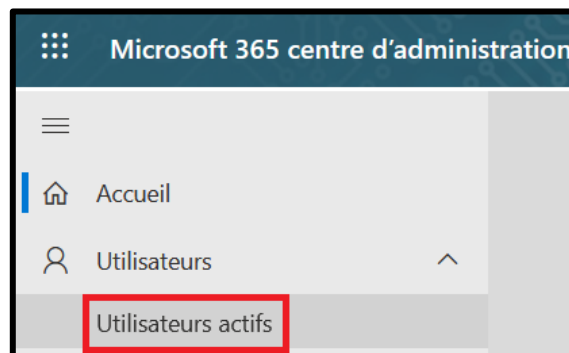 Microsoft 365 centre d'administration
Accueil
Utilisateurs
Utilisateurs actifs